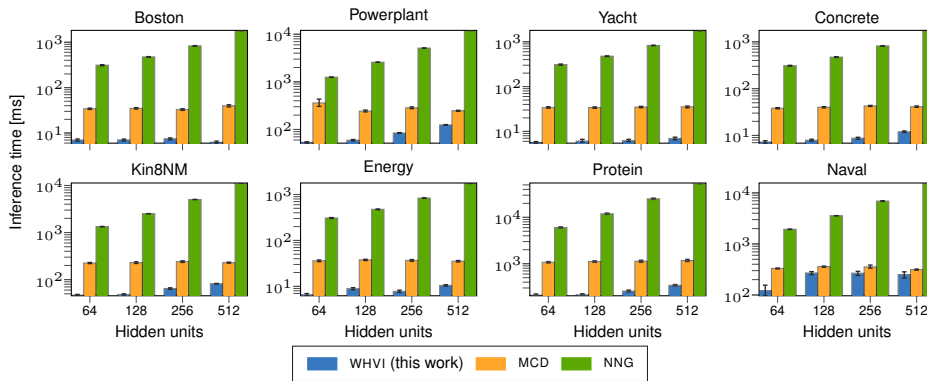 Boston Powerplant Yacht Concrete
10³ 10³ 10³
10⁴
10³
10² 10² 10²
10²
10¹ 10¹ 10¹
Inference time [ms]
Kin8NM Energy Protein Naval
10⁴ 10³ 10⁴
10⁴
10³ 10² 10³
10³
10² 10¹ 10²
64 128 256 512 64 128 256 512 64 128 256 512 64 128 256 512
Hidden units Hidden units Hidden units Hidden units
WHVI (this work) MCD NNG